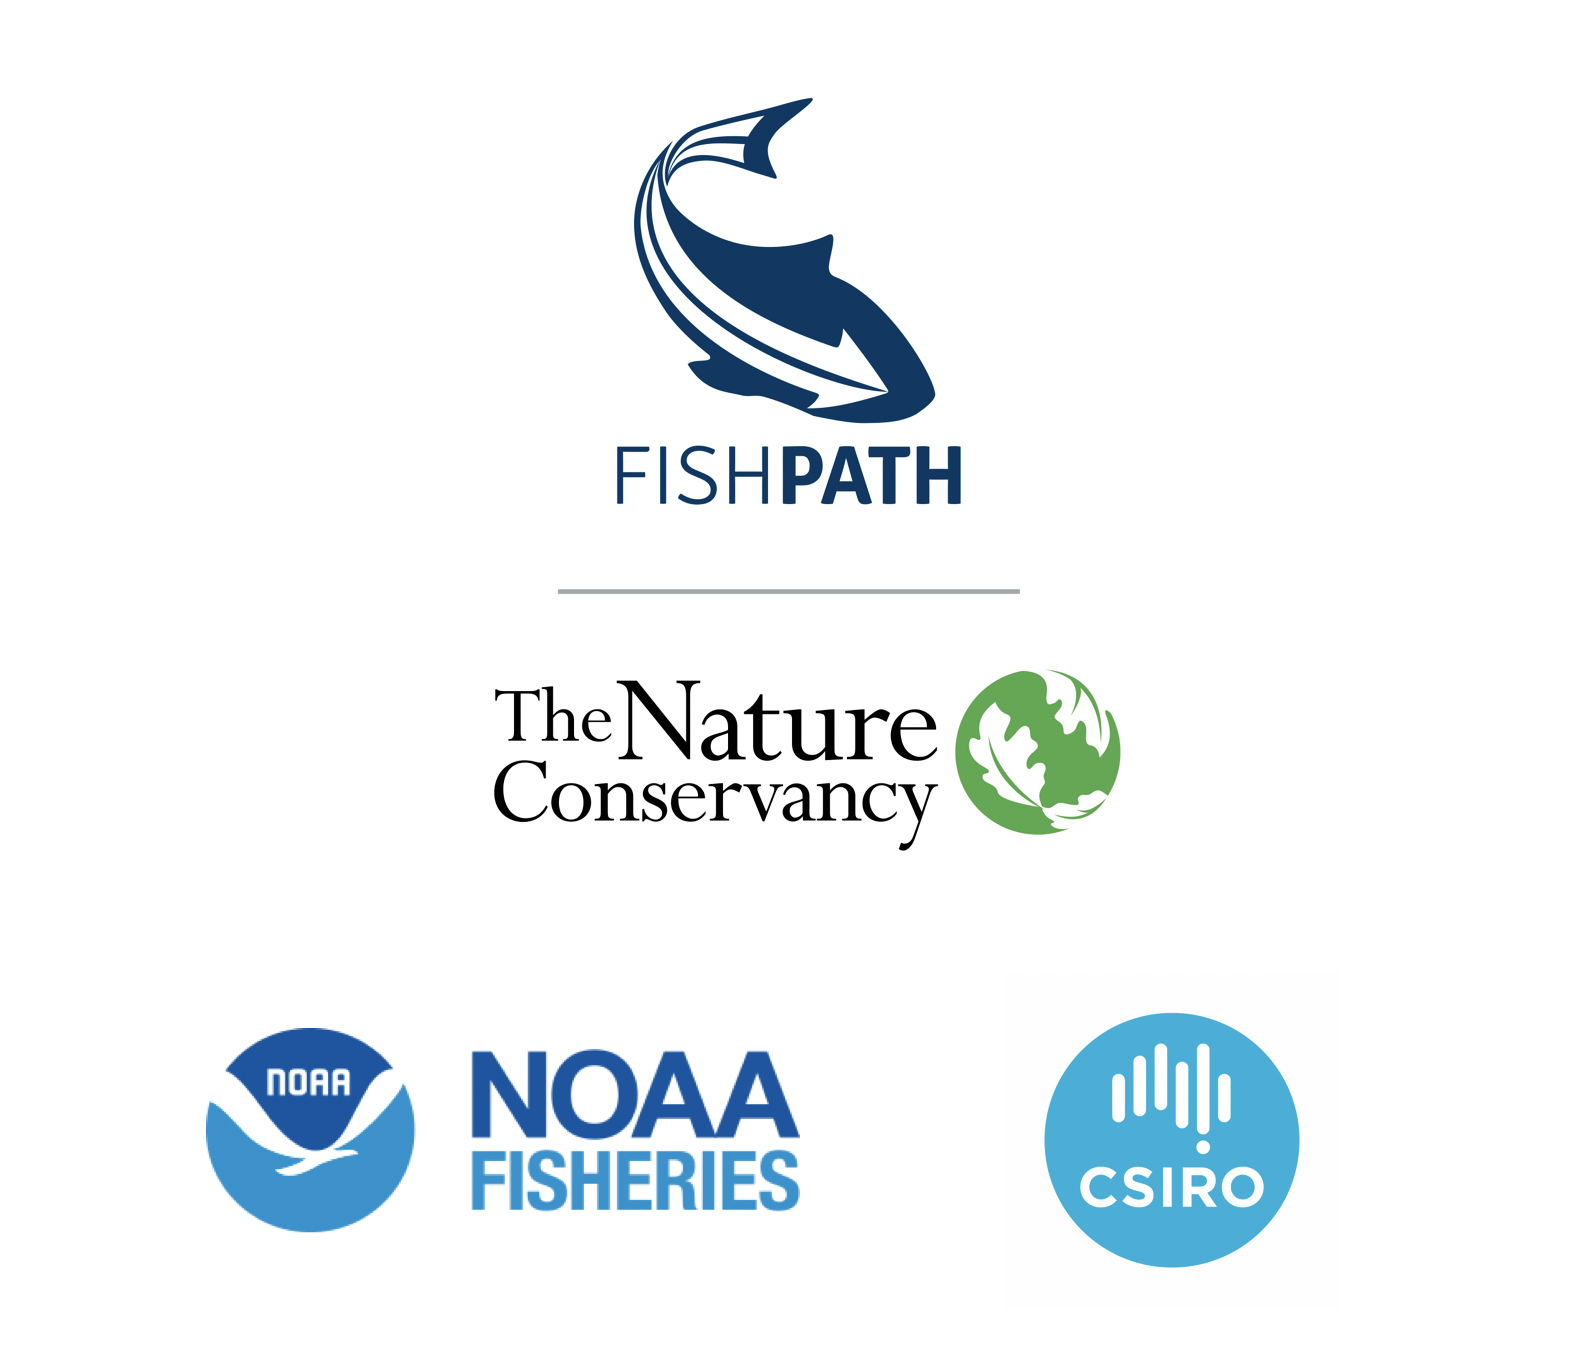 FISHPATH
The Nature
Conservancy
NOAA
NOAA
FISHERIES
CSIRO